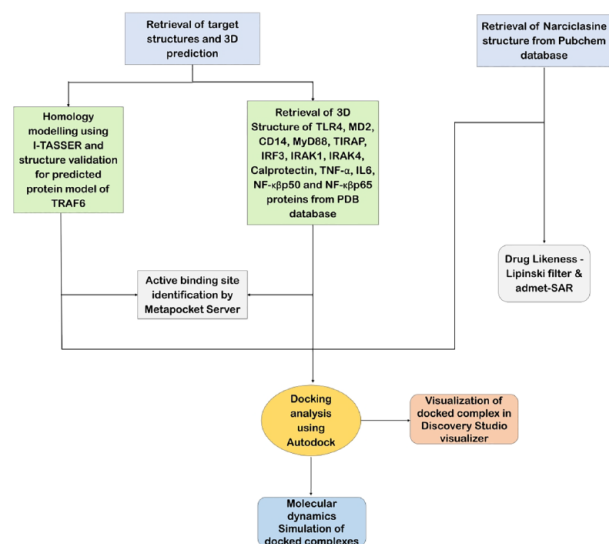 Retrieval of target
structures and 3D
prediction
Retrieval of Narciclasine
structure from Pubchem
database
Homology
modelling using
I-TASSER and
structure validation
for predicted
protein model of
TRAF6
Retrieval of 3D
Structure of TLR4, MD2,
CD14, MyD88, TIRAP,
IRF3, IRAK1, IRAK4,
Calprotectin, TNF-α, IL6,
NF-κβp50 and NF-κβp65
proteins from PDB
database
Active binding site
identification by
Metapocket Server
Drug Likeness -
Lipinski filter &
admet-SAR
Docking
analysis
using
Autodock
Visualization of
docked complex in
Discovery Studio
visualizer
Molecular
dynamics
Simulation of
docked complexes